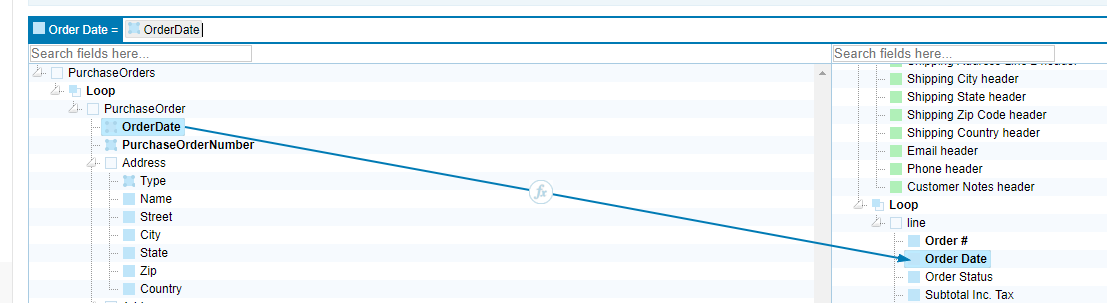 Order Date = OrderDate
Search fields here...
PurchaseOrders
Loop
PurchaseOrder
OrderDate
PurchaseOrderNumber
Address
Type
Name
Street
City
State
Zip
Country
fx
Search fields here...
Shipping City header
Shipping State header
Shipping Zip Code header
Shipping Country header
Email header
Phone header
Customer Notes header
Loop
line
Order #
Order Date
Order Status
Subtotal Inc. Tax